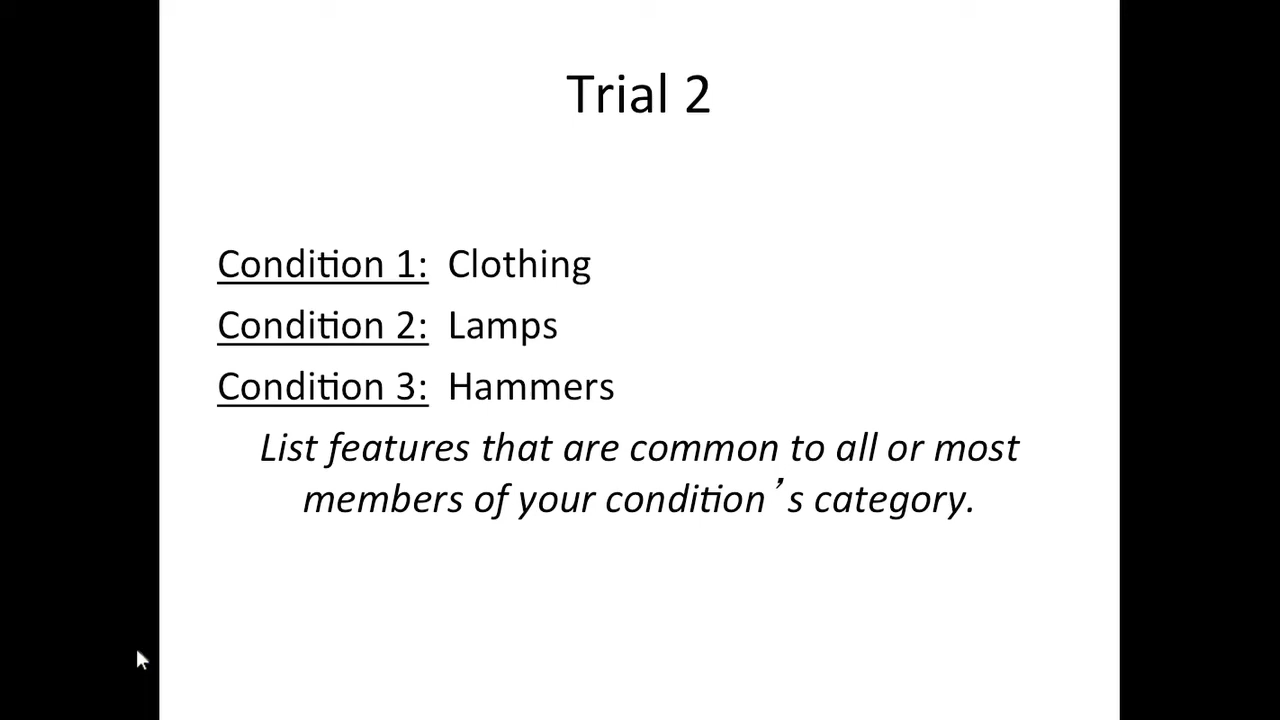 Trial 2
Condition 1: Clothing
Condition 2: Lamps
Condition 3: Hammers
List features that are common to all or most
members of your condition’s category.